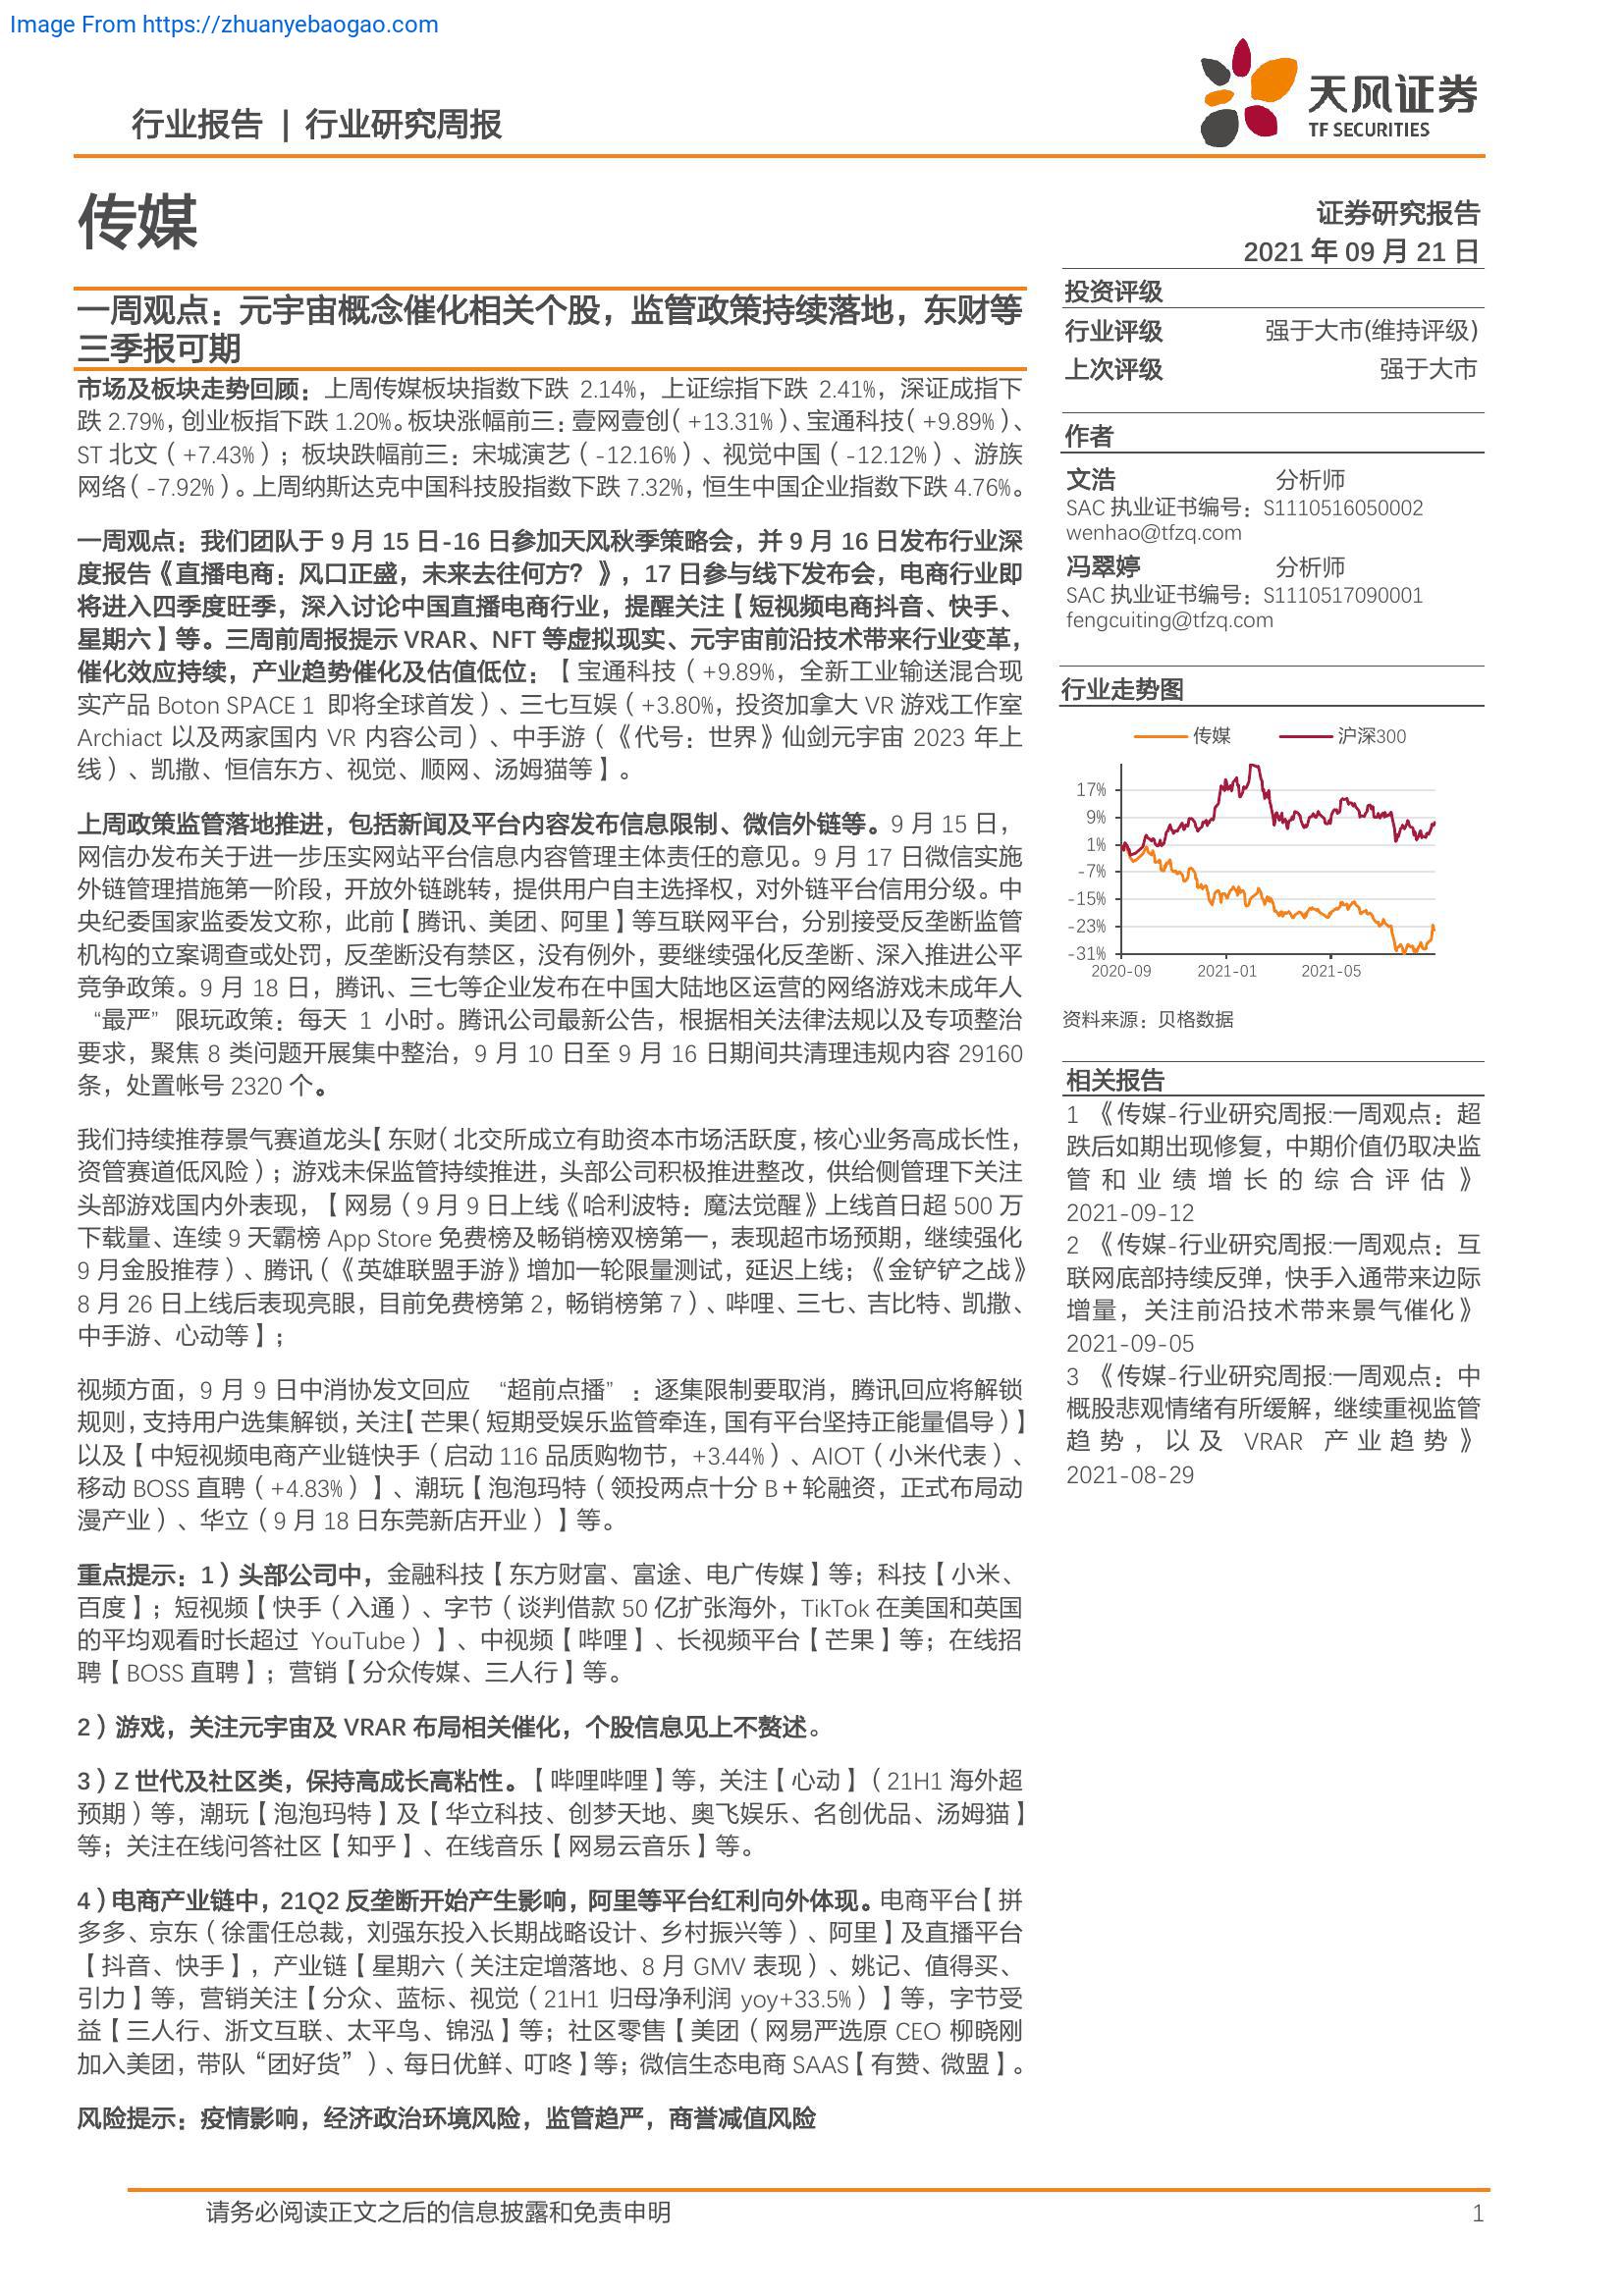 Image From https://zhuanyebaogao.com
行业报告 | 行业研究周报
天风证券
TF SECURITIES
传媒
证券研究报告
2021 年 09 月 21 日
一周观点：元宇宙概念催化相关个股，监管政策持续落地，东财等
三季报可期
市场及板块走势回顾：上周传媒板块指数下跌 2.14%，上证综指下跌 2.41%，深证成指下
跌 2.79%，创业板指下跌 1.20%。板块涨幅前三：壹网壹创（+13.31%）、宝通科技（+9.89%）、
ST 北文（+7.43%）；板块跌幅前三：宋城演艺（-12.16%）、视觉中国（-12.12%）、游族
网络（-7.92%）。上周纳斯达克中国科技股指数下跌 7.32%，恒生中国企业指数下跌 4.76%。
一周观点：我们团队于 9 月 15 日-16 日参加天风秋季策略会，并 9 月 16 日发布行业深
度报告《直播电商：风口正盛，未来去往何方？》，17 日参与线下发布会，电商行业即
将进入四季度旺季，深入讨论中国直播电商行业，提醒关注【短视频电商抖音、快手、
星期六】等。三周前周报提示 VRAR、NFT 等虚拟现实、元宇宙前沿技术带来行业变革，
催化效应持续，产业趋势催化及估值低位：【宝通科技（+9.89%，全新工业输送混合现
实产品 Boton SPACE 1 即将全球首发）、三七互娱（+3.80%，投资加拿大 VR 游戏工作室
Archiact 以及两家国内 VR 内容公司）、中手游（《代号：世界》仙剑元宇宙 2023 年上
线）、凯撒、恒信东方、视觉、顺网、汤姆猫等】。
上周政策监管落地推进，包括新闻及平台内容发布信息限制、微信外链等。9 月 15 日，
网信办发布关于进一步压实网站平台信息内容管理主体责任的意见。9 月 17 日微信实施
外链管理措施第一阶段，开放外链跳转，提供用户自主选择权，对外链平台信用分级。中
央纪委国家监委发文称，此前【腾讯、美团、阿里】等互联网平台，分别接受反垄断监管
机构的立案调查或处罚，反垄断没有禁区，没有例外，要继续强化反垄断、深入推进公平
竞争政策。9 月 18 日，腾讯、三七等企业发布在中国大陆地区运营的网络游戏未成年人
“最严”限玩政策：每天 1 小时。腾讯公司最新公告，根据相关法律法规以及专项整治
要求，聚焦 8 类问题开展集中整治，9 月 10 日至 9 月 16 日期间共清理违规内容 29160
条，处置帐号 2320 个。
我们持续推荐景气赛道龙头【东财（北交所成立有助资本市场活跃度，核心业务高成长性，
资管赛道低风险）；游戏未保监管持续推进，头部公司积极推进整改，供给侧管理下关注
头部游戏国内外表现，【网易（9 月 9 日上线《哈利波特：魔法觉醒》上线首日超 500 万
下载量、连续 9 天霸榜 App Store 免费榜及畅销榜双榜第一，表现超市场预期，继续强化
9 月金股推荐）、腾讯（《英雄联盟手游》增加一轮限量测试，延迟上线；《金铲铲之战》
8 月 26 日上线后表现亮眼，目前免费榜第 2，畅销榜第 7）、哔哩、三七、吉比特、凯撒、
中手游、心动等】；
视频方面，9 月 9 日中消协发文回应 “超前点播”：逐集限制要取消，腾讯回应将解锁
规则，支持用户选集解锁，关注【芒果（短期受娱乐监管牵连，国有平台坚持正能量倡导）】
以及【中短视频电商产业链快手（启动 116 品质购物节，+3.44%）、AIOT（小米代表）、
移动 BOSS 直聘（+4.83%）】、潮玩【泡泡玛特（领投两点十分 B+轮融资，正式布局动
漫产业）、华立（9 月 18 日东莞新店开业）】等。
重点提示：1）头部公司中，金融科技【东方财富、富途、电广传媒】等；科技【小米、
百度】；短视频【快手（入通）、字节（谈判借款 50 亿扩张海外，TikTok 在美国和英国
的平均观看时长超过 YouTube）】、中视频【哔哩】、长视频平台【芒果】等；在线招
聘【BOSS 直聘】；营销【分众传媒、三人行】等。
2）游戏，关注元宇宙及 VRAR 布局相关催化，个股信息见上不赘述。
3）Z 世代及社区类，保持高成长高粘性。【哔哩哔哩】等，关注【心动】（21H1 海外超
预期）等，潮玩【泡泡玛特】及【华立科技、创梦天地、奥飞娱乐、名创优品、汤姆猫】
等；关注在线问答社区【知乎】、在线音乐【网易云音乐】等。
4）电商产业链中，21Q2 反垄断开始产生影响，阿里等平台红利向外体现。电商平台【拼
多多、京东（徐雷任总裁，刘强东投入长期战略设计、乡村振兴等）、阿里】及直播平台
【抖音、快手】，产业链【星期六（关注定增落地、8 月 GMV 表现）、姚记、值得买、
引力】等，营销关注【分众、蓝标、视觉（21H1 归母净利润 yoy+33.5%）】等，字节受
益【三人行、浙文互联、太平鸟、锦泓】等；社区零售【美团（网易严选原 CEO 柳晓刚
加入美团，带队“团好货”）、每日优鲜、叮咚】等；微信生态电商 SAAS【有赞、微盟】。
风险提示：疫情影响，经济政治环境风险，监管趋严，商誉减值风险
投资评级
行业评级 强于大市(维持评级)
上次评级 强于大市
作者
文浩 分析师
SAC 执业证书编号：S1110516050002
wenhao@tfzq.com
冯翠婷 分析师
SAC 执业证书编号：S1110517090001
fengcuiting@tfzq.com
行业走势图
传媒 沪深300
17%
9%
1%
-7%
-15%
-23%
-31%
2020-09 2021-01 2021-05
资料来源：贝格数据
相关报告
1 《传媒-行业研究周报:一周观点：超
跌后如期出现修复，中期价值仍取决监
管和业绩增长的综合评估》
2021-09-12
2 《传媒-行业研究周报:一周观点：互
联网底部持续反弹，快手入通带来边际
增量，关注前沿技术带来景气催化》
2021-09-05
3 《传媒-行业研究周报:一周观点：中
概股悲观情绪有所缓解，继续重视监管
趋势，以及 VRAR 产业趋势》
2021-08-29
请务必阅读正文之后的信息披露和免责申明 1